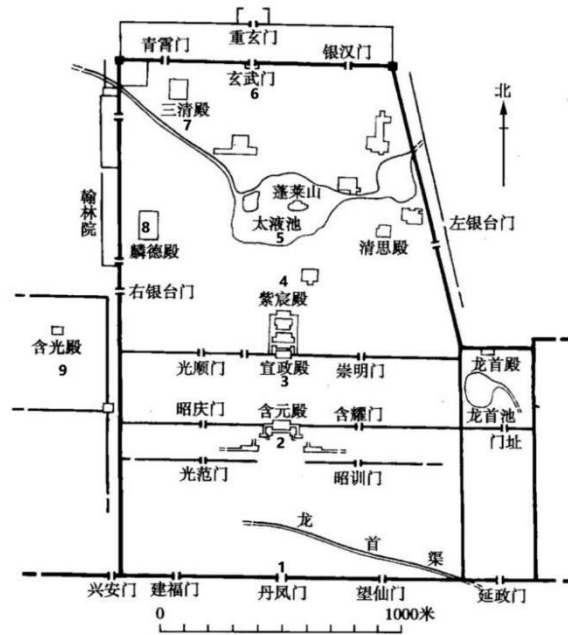 重玄门
青霄门
银汉门
玄武门
6
三清殿
7
北
翰林院
蓬莱山
太液池
5
8
麟德殿
清思殿
左银台门
4
紫宸殿
右银台门
含光殿
9
光顺门
宣政殿
3
崇明门
龙首殿
龙首池
昭庆门
含元殿
2
含耀门
门址
光范门
昭训门
龙首渠
1
兴安门
建福门
丹凤门
望仙门
延政门
0
1000米